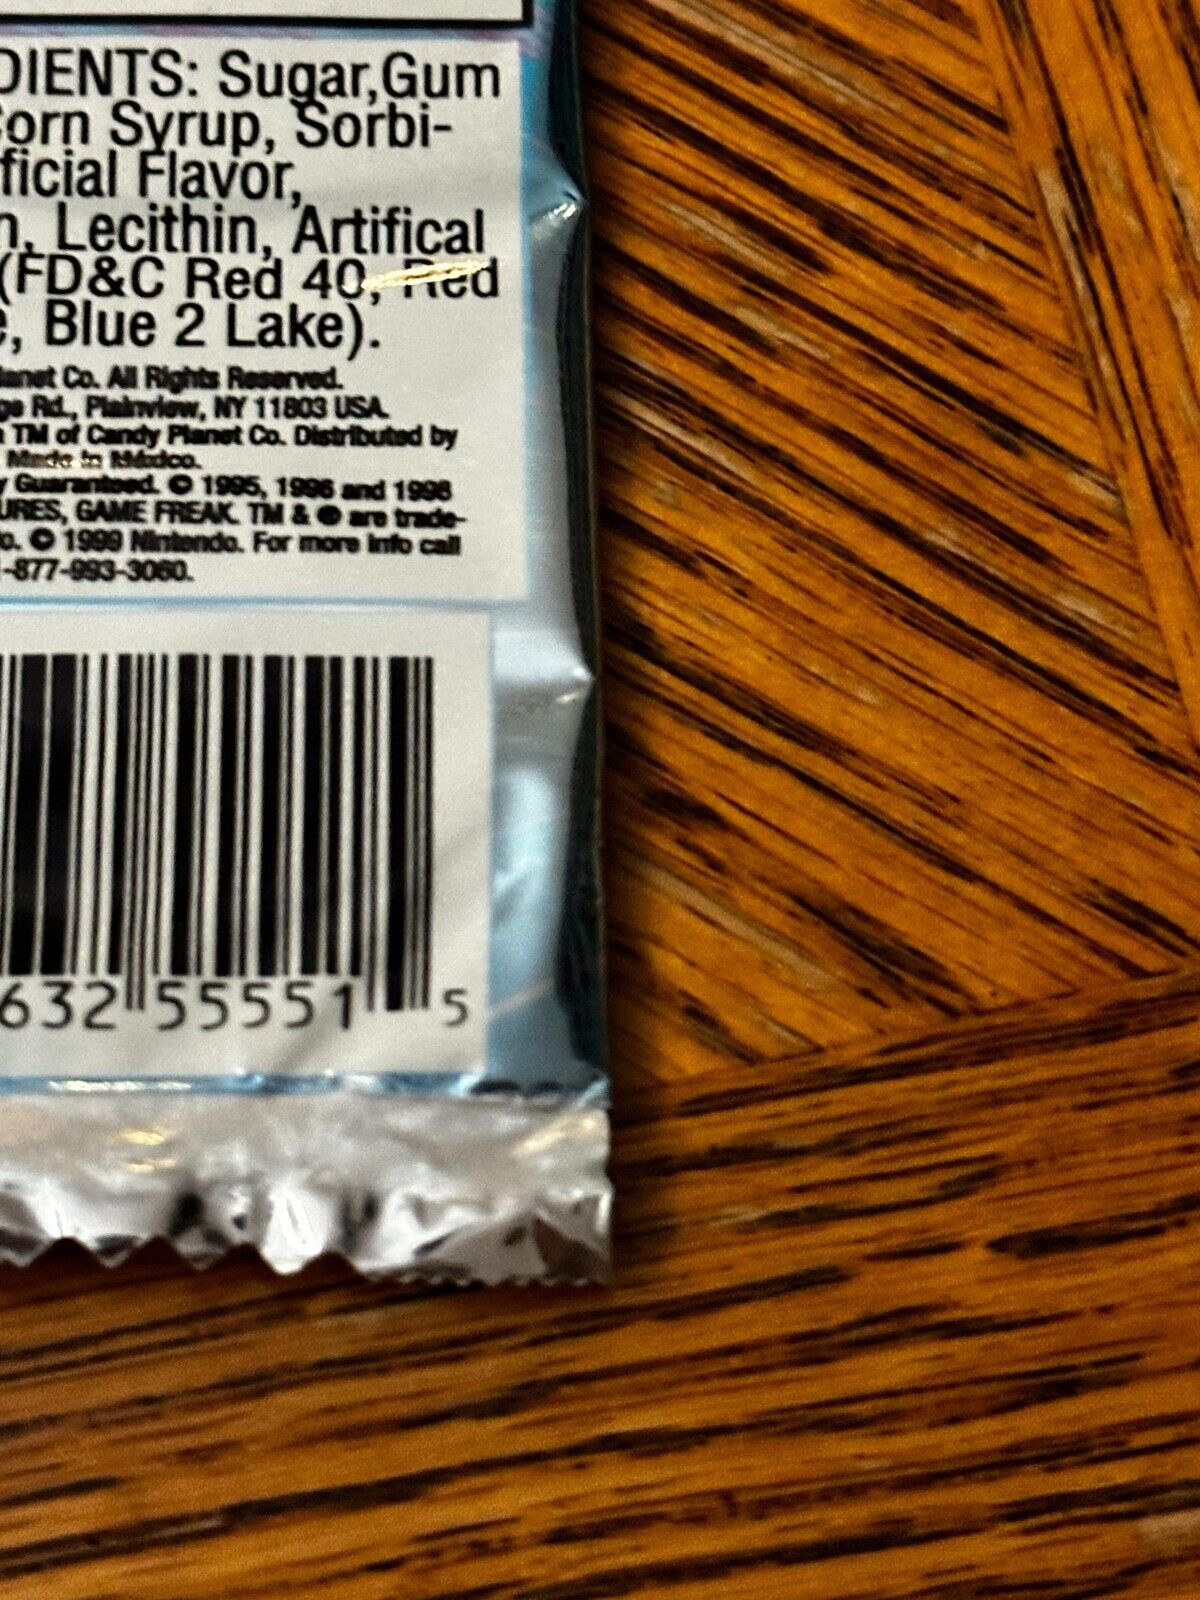 DIENTS: Sugar,Gum
Corn Syrup, Sorbi-
ficial Flavor,
n, Lecithin, Artifical
(FD&C Red 40, Red
e, Blue 2 Lake).
lanet Co. All Rights Reserved.
ge Rd., Plainview, NY 11803 USA.
TM of Candy Planet Co. Distributed by
Made in México.
y Guaranteed. © 1995, 1996 and 1998
URES, GAME FREAK. TM & ® are trade-
o. © 1999 Nintendo. For more info call
1-877-993-3060.
632 55551 5